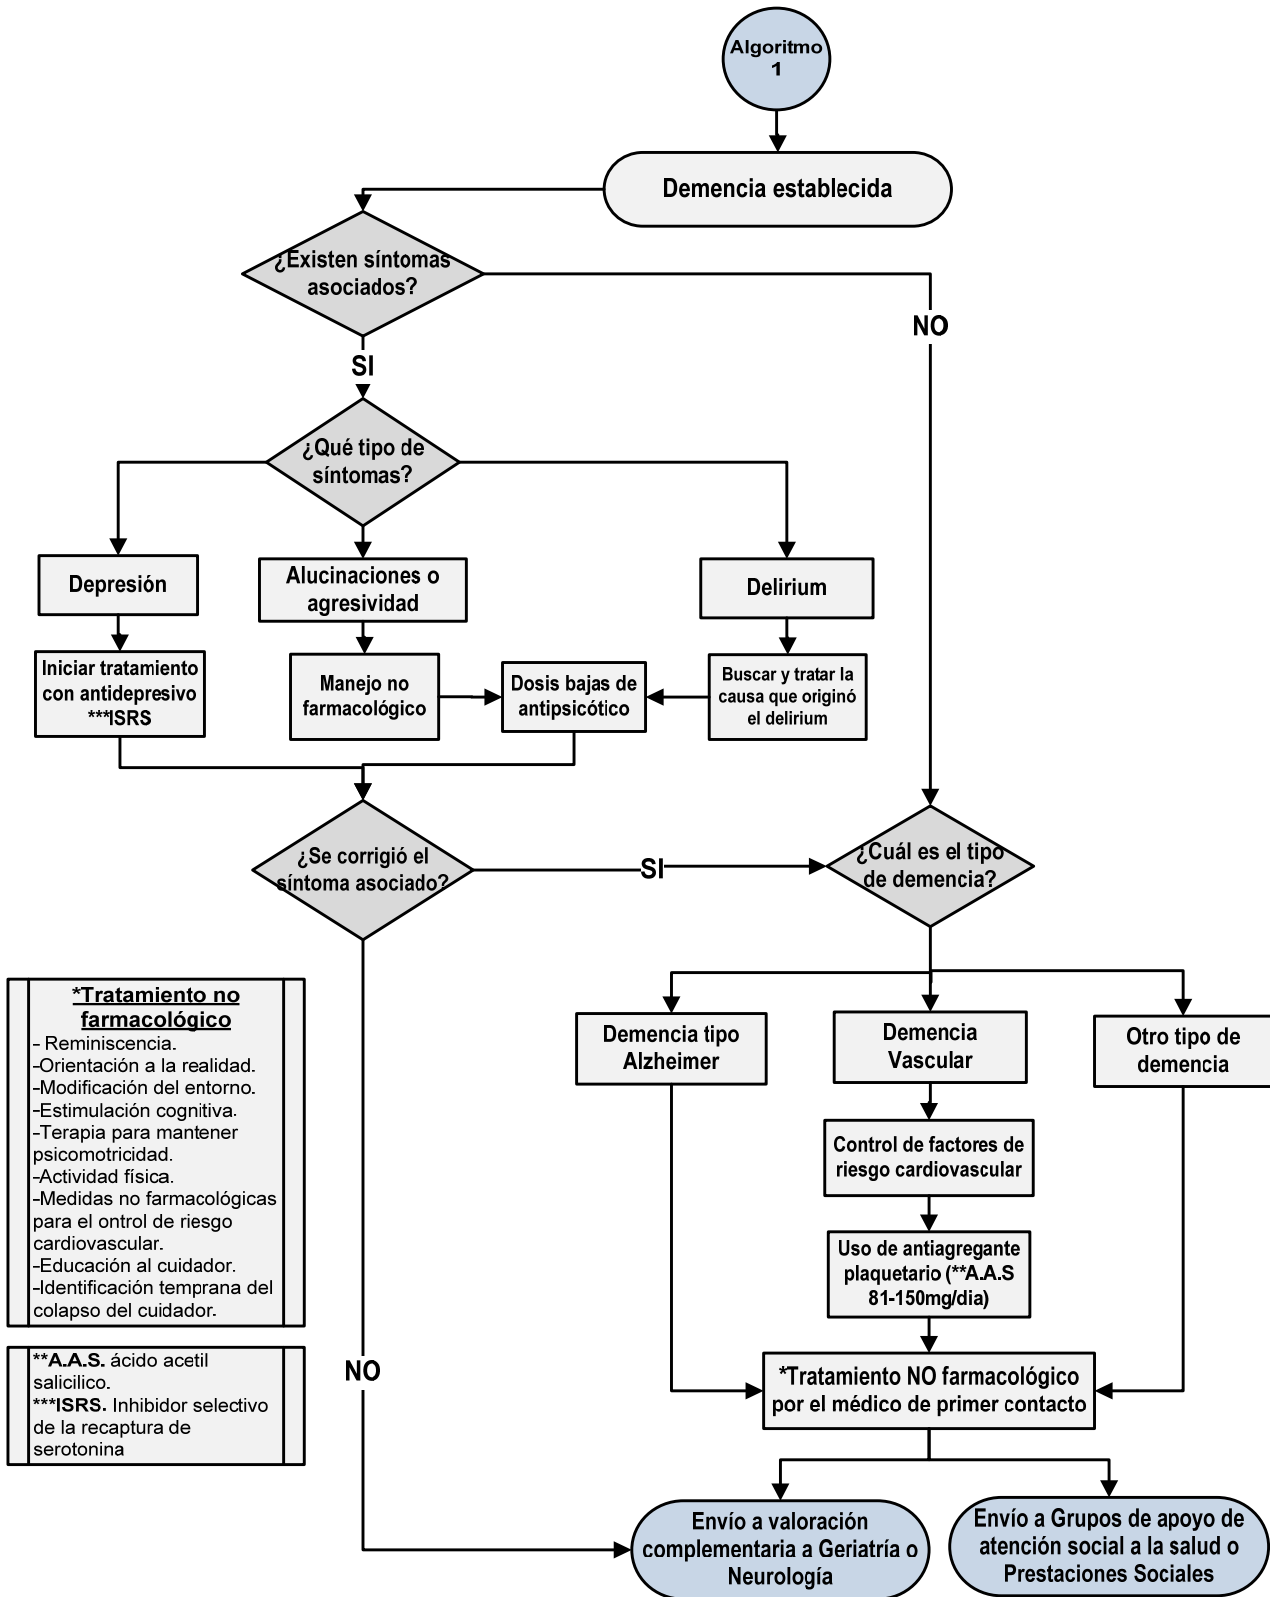 Algoritmo
1
Demencia establecida
¿Existen síntomas
asociados?
NO
SI
¿Qué tipo de
síntomas?
Depresión
Alucinaciones o
agresividad
Delirium
Iniciar tratamiento
con antidepresivo
***ISRS
Manejo no
farmacológico
Dosis bajas de
antipsicótico
Buscar y tratar la
causa que originó
el delirium
¿Se corrigió el
síntoma asociado?
SI
¿Cuál es el tipo
de demencia?
*Tratamiento no
farmacológico
- Reminiscencia.
-Orientación a la realidad.
-Modificación del entorno.
-Estimulación cognitiva.
-Terapia para mantener
psicomotricidad.
-Actividad física.
-Medidas no farmacológicas
para el ontrol de riesgo
cardiovascular.
-Educación al cuidador.
-Identificación temprana del
colapso del cuidador.
Demencia tipo
Alzheimer
Demencia
Vascular
Otro tipo de
demencia
Control de factores de
riesgo cardiovascular
Uso de antiagregante
plaquetario (**A.A.S
81-150mg/dia)
**A.A.S. ácido acetil
salicilico.
***ISRS. Inhibidor selectivo
de la recaptura de
serotonina
NO
*Tratamiento NO farmacológico
por el médico de primer contacto
Envío a valoración
complementaria a Geriatría o
Neurología
Envío a Grupos de apoyo de
atención social a la salud o
Prestaciones Sociales